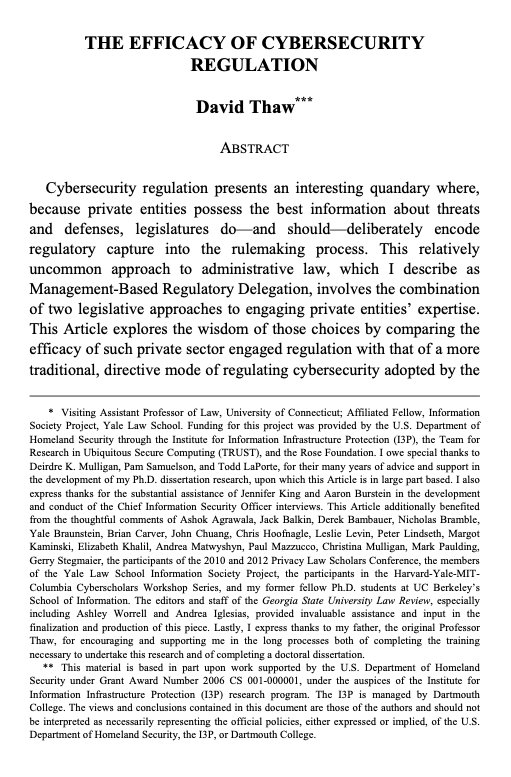 THE EFFICACY OF CYBERSECURITY
REGULATION
David Thaw***
ABSTRACT
Cybersecurity regulation presents an interesting quandary where,
because private entities possess the best information about threats
and defenses, legislatures do—and should—deliberately encode
regulatory capture into the rulemaking process. This relatively
uncommon approach to administrative law, which I describe as
Management-Based Regulatory Delegation, involves the combination
of two legislative approaches to engaging private entities’ expertise.
This Article explores the wisdom of those choices by comparing the
efficacy of such private sector engaged regulation with that of a more
traditional, directive mode of regulating cybersecurity adopted by the
* Visiting Assistant Professor of Law, University of Connecticut; Affiliated Fellow, Information
Society Project, Yale Law School. Funding for this project was provided by the U.S. Department of
Homeland Security through the Institute for Information Infrastructure Protection (I3P), the Team for
Research in Ubiquitous Secure Computing (TRUST), and the Rose Foundation. I owe special thanks to
Deirdre K. Mulligan, Pam Samuelson, and Todd LaPorte, for their many years of advice and support in
the development of my Ph.D. dissertation research, upon which this Article is in large part based. I also
express thanks for the substantial assistance of Jennifer King and Aaron Burstein in the development
and conduct of the Chief Information Security Officer interviews. This Article additionally benefited
from the thoughtful comments of Ashok Agrawala, Jack Balkin, Derek Bambauer, Nicholas Bramble,
Yale Braunstein, Brian Carver, John Chuang, Chris Hoofnagle, Leslie Levin, Peter Lindseth, Margot
Kaminski, Elizabeth Khalil, Andrea Matwyshyn, Paul Mazzucco, Christina Mulligan, Mark Paulding,
Gerry Stegmaier, the participants of the 2010 and 2012 Privacy Law Scholars Conference, the members
of the Yale Law School Information Society Project, the participants in the Harvard-Yale-MIT-
Columbia Cyberscholars Workshop Series, and my fellow Ph.D. students at UC Berkeley’s
School of Information. The editors and staff of the Georgia State University Law Review, especially
including Ashley Worrell and Andrea Iglesias, provided invaluable assistance and input in the
finalization and production of this piece. Lastly, I express thanks to my father, the original Professor
Thaw, for encouraging and supporting me in the long processes both of completing the training
necessary to undertake this research and of completing a doctoral dissertation.
** This material is based in part upon work supported by the U.S. Department of Homeland
Security under Grant Award Number 2006 CS 001-000001, under the auspices of the Institute for
Information Infrastructure Protection (I3P) research program. The I3P is managed by Dartmouth
College. The views and conclusions contained in this document are those of the authors and should not
be interpreted as necessarily representing the official policies, either expressed or implied, of the U.S.
Department of Homeland Security, the I3P, or Dartmouth College.